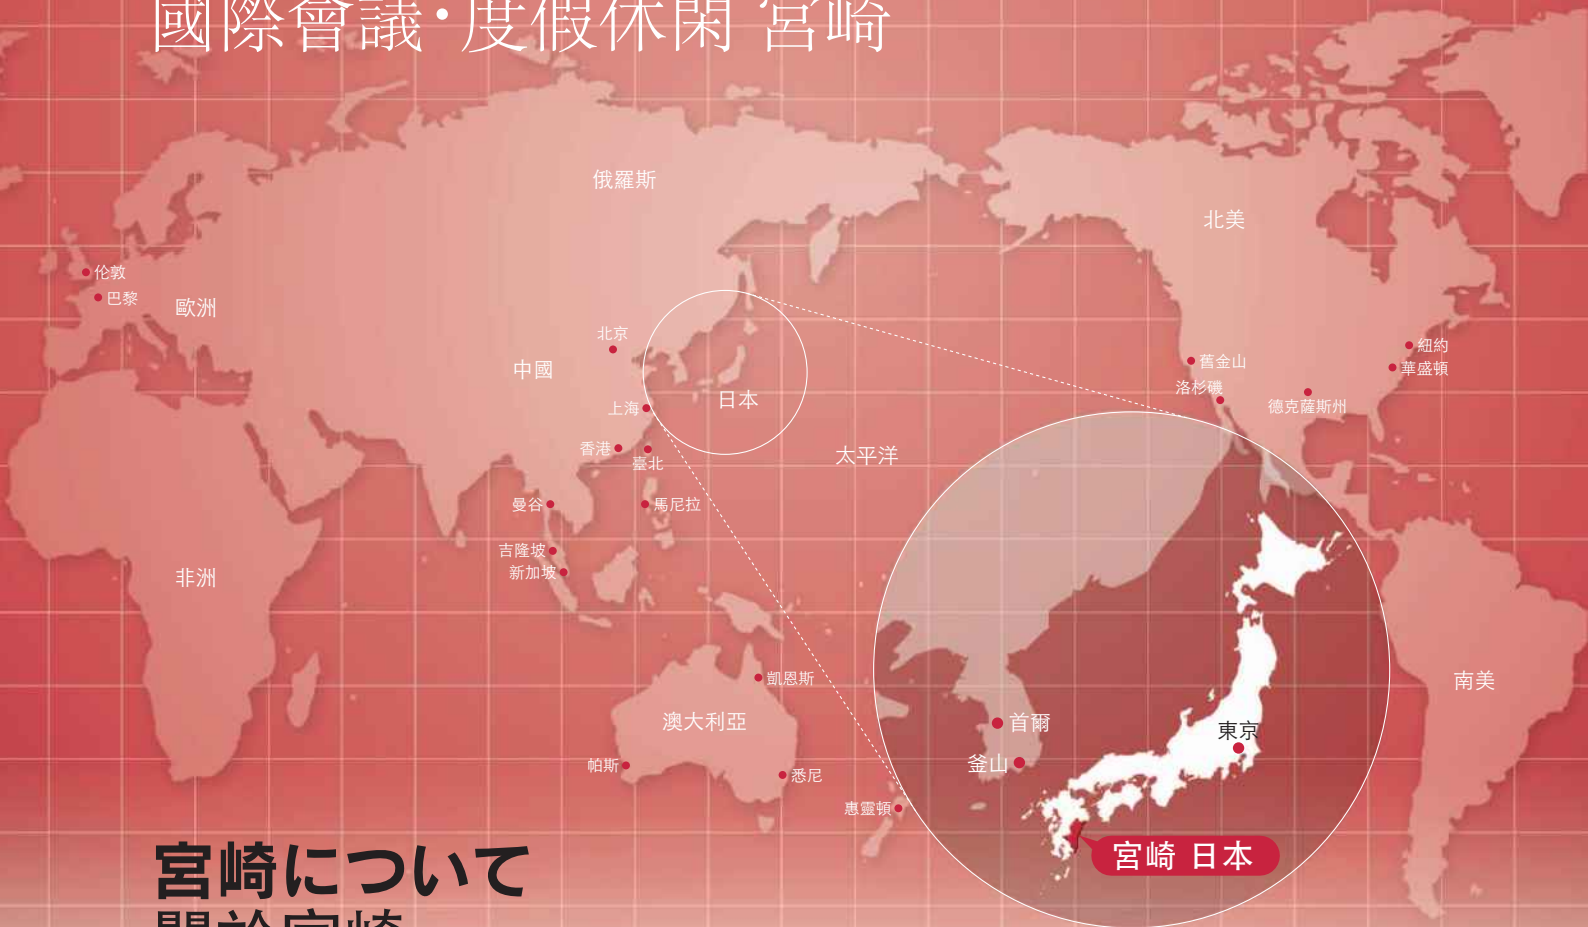 國際會議・度假休閑 宮崎
俄羅斯
北美
伦敦
巴黎
歐洲
北京
中國
日本
上海
香港
臺北
太平洋
舊金山
洛杉磯
德克薩斯州
紐約
華盛頓
曼谷
馬尼拉
吉隆坡
新加坡
非洲
凱恩斯
澳大利亞
帕斯
悉尼
惠靈頓
南美
首爾
釜山
東京
宮崎 日本
宮崎について
關於宮崎